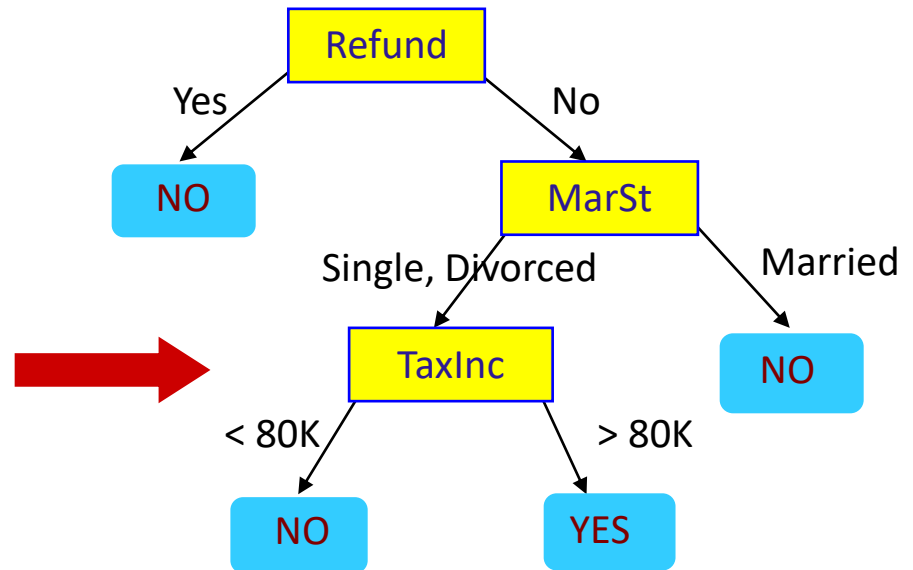 Refund
Yes
No
NO
MarSt
Single, Divorced
Married
TaxInc
NO
< 80K
> 80K
NO
YES